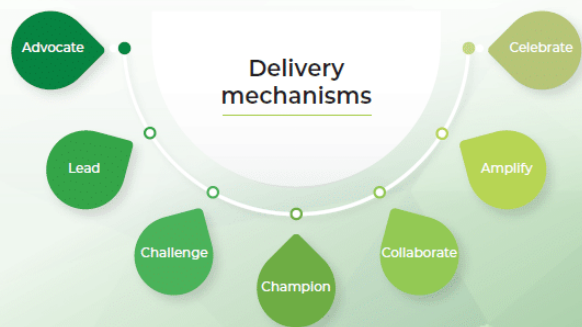 Delivery
mechanisms
Advocate
Lead
Challenge
Champion
Collaborate
Amplify
Celebrate